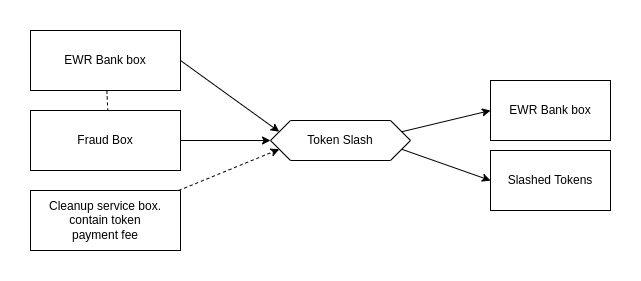 EWR Bank box
Fraud Box
Cleanup service box.
contain token
payment fee
Token Slash
EWR Bank box
Slashed Tokens